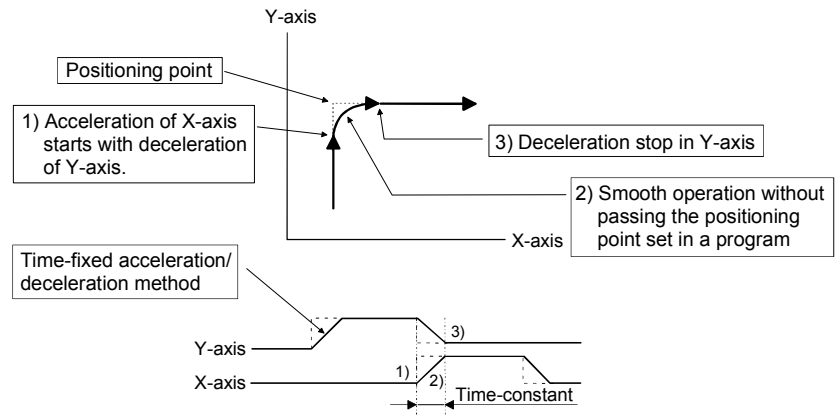 Y-axis
Positioning point
1) Acceleration of X-axis
starts with deceleration
of Y-axis.
3) Deceleration stop in Y-axis
2) Smooth operation without
passing the positioning
point set in a program
X-axis
Time-fixed acceleration/
deceleration method
3)
Y-axis
1)
2)
X-axis
Time-constant